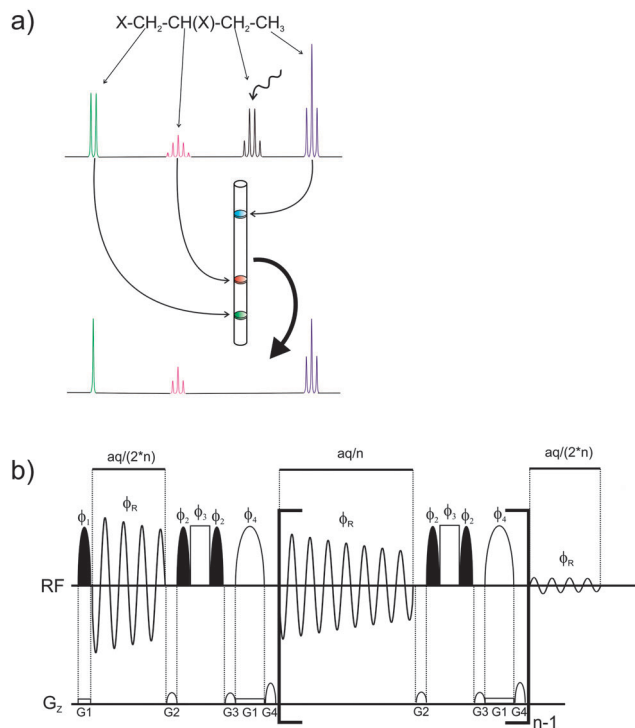 a)
X-CH₂-CH(X)-CH₂-CH₃
b)
aq/(2*n) aq/n aq/(2*n)
ϕ₁ ϕR ϕ₂ ϕ₃ ϕ₂ ϕ₄ ϕR ϕ₂ ϕ₃ ϕ₂ ϕ₄ ϕR
RF
Gz G1 G2 G3 G1 G4 G2 G3 G1 G4
n-1